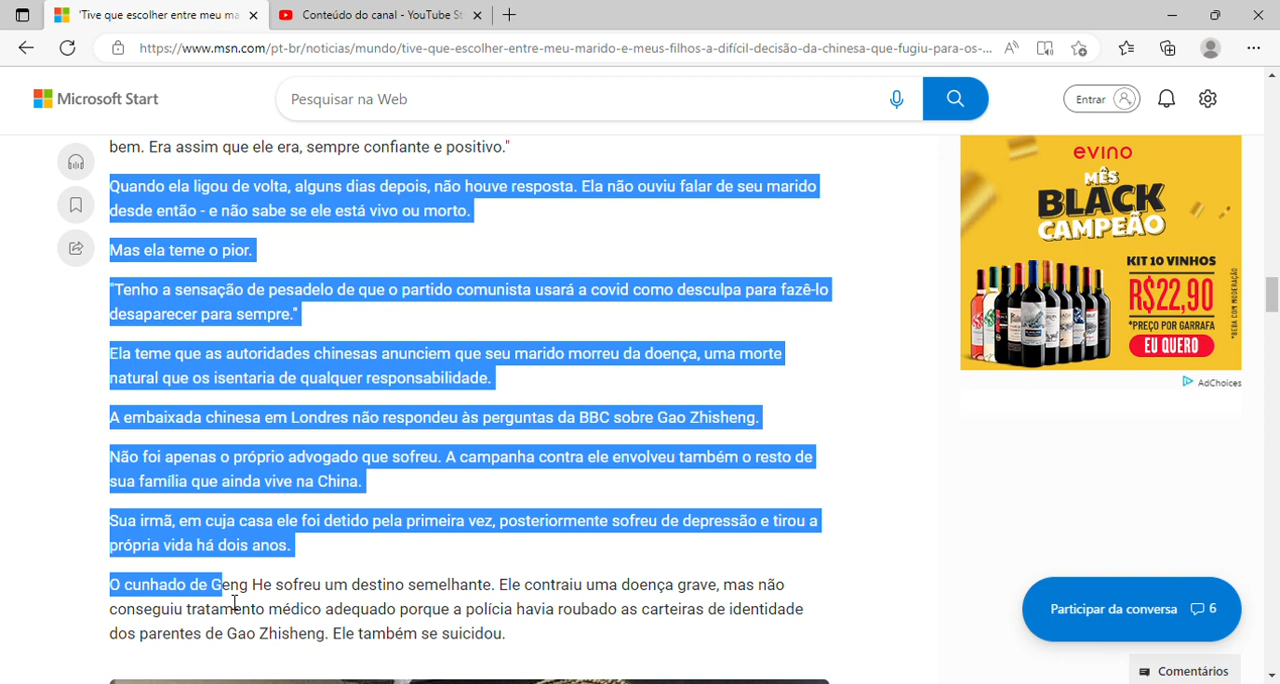 'Tive que escolher entre meu ma
Conteúdo do canal - YouTube St
https://www.msn.com/pt-br/noticias/mundo/tive-que-escolher-entre-meu-marido-e-meus-filhos-a-difícil-decisão-da-chinesa-que-fugiu-para-os-...
Microsoft Start
Pesquisar na Web
Entrar
bem. Era assim que ele era, sempre confiante e positivo."
Quando ela ligou de volta, alguns dias depois, não houve resposta. Ela não ouviu falar de seu marido
desde então - e não sabe se ele está vivo ou morto.
Mas ela teme o pior.
"Tenho a sensação de pesadelo de que o partido comunista usará a covid como desculpa para fazê-lo
desaparecer para sempre."
Ela teme que as autoridades chinesas anunciem que seu marido morreu da doença, uma morte
natural que os isentaria de qualquer responsabilidade.
A embaixada chinesa em Londres não respondeu às perguntas da BBC sobre Gao Zhisheng.
Não foi apenas o próprio advogado que sofreu. A campanha contra ele envolveu também o resto de
sua família que ainda vive na China.
Sua irmã, em cuja casa ele foi detido pela primeira vez, posteriormente sofreu de depressão e tirou a
própria vida há dois anos.
O cunhado de Geng He sofreu um destino semelhante. Ele contraiu uma doença grave, mas não
conseguiu tratamento médico adequado porque a polícia havia roubado as carteiras de identidade
dos parentes de Gao Zhisheng. Ele também se suicidou.
evino
MÊS
BLACK
CAMPEÃO
KIT 10 VINHOS
R$22,90
*PREÇO POR GARRAFA
EU QUERO
*BEBA COM MODERAÇÃO
AdChoices
Participar da conversa 6
Comentários